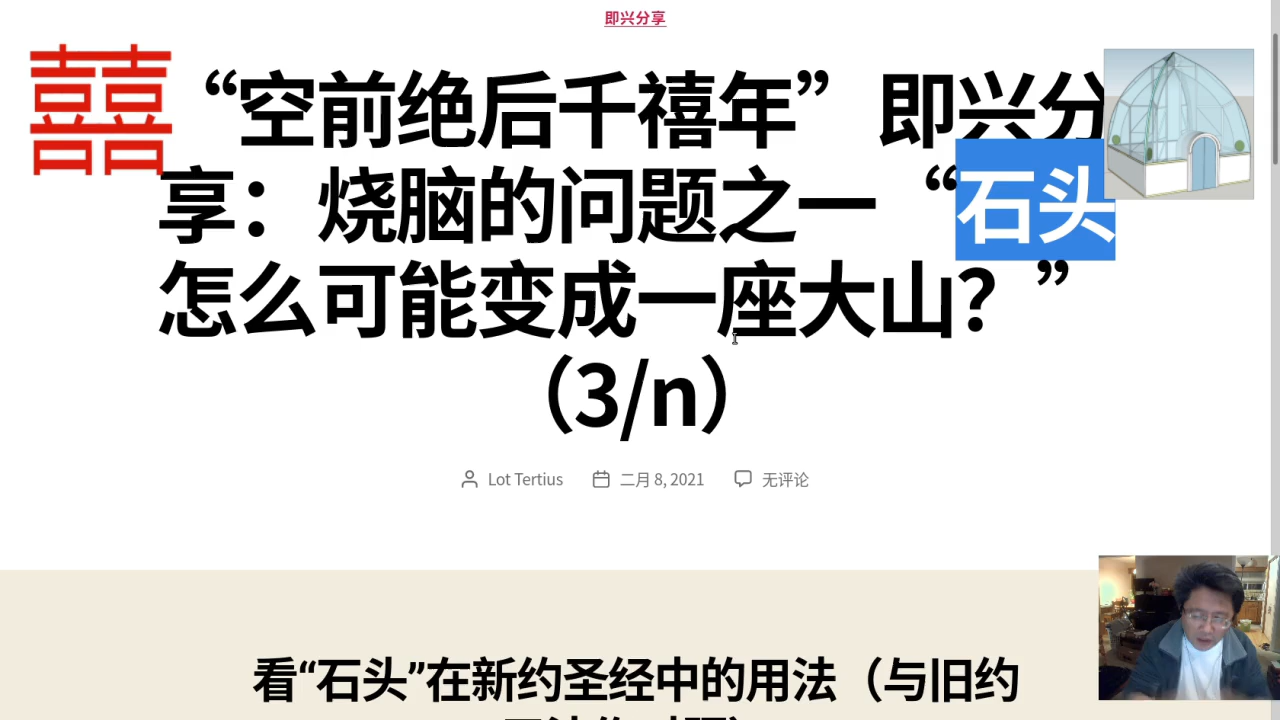 即兴分享
囍
“空前绝后千禧年”即兴分
享：烧脑的问题之一“石头
怎么可能变成一座大山？”
（3/n）
Lot Tertius 二月 8, 2021 无评论
看“石头”在新约圣经中的用法（与旧约